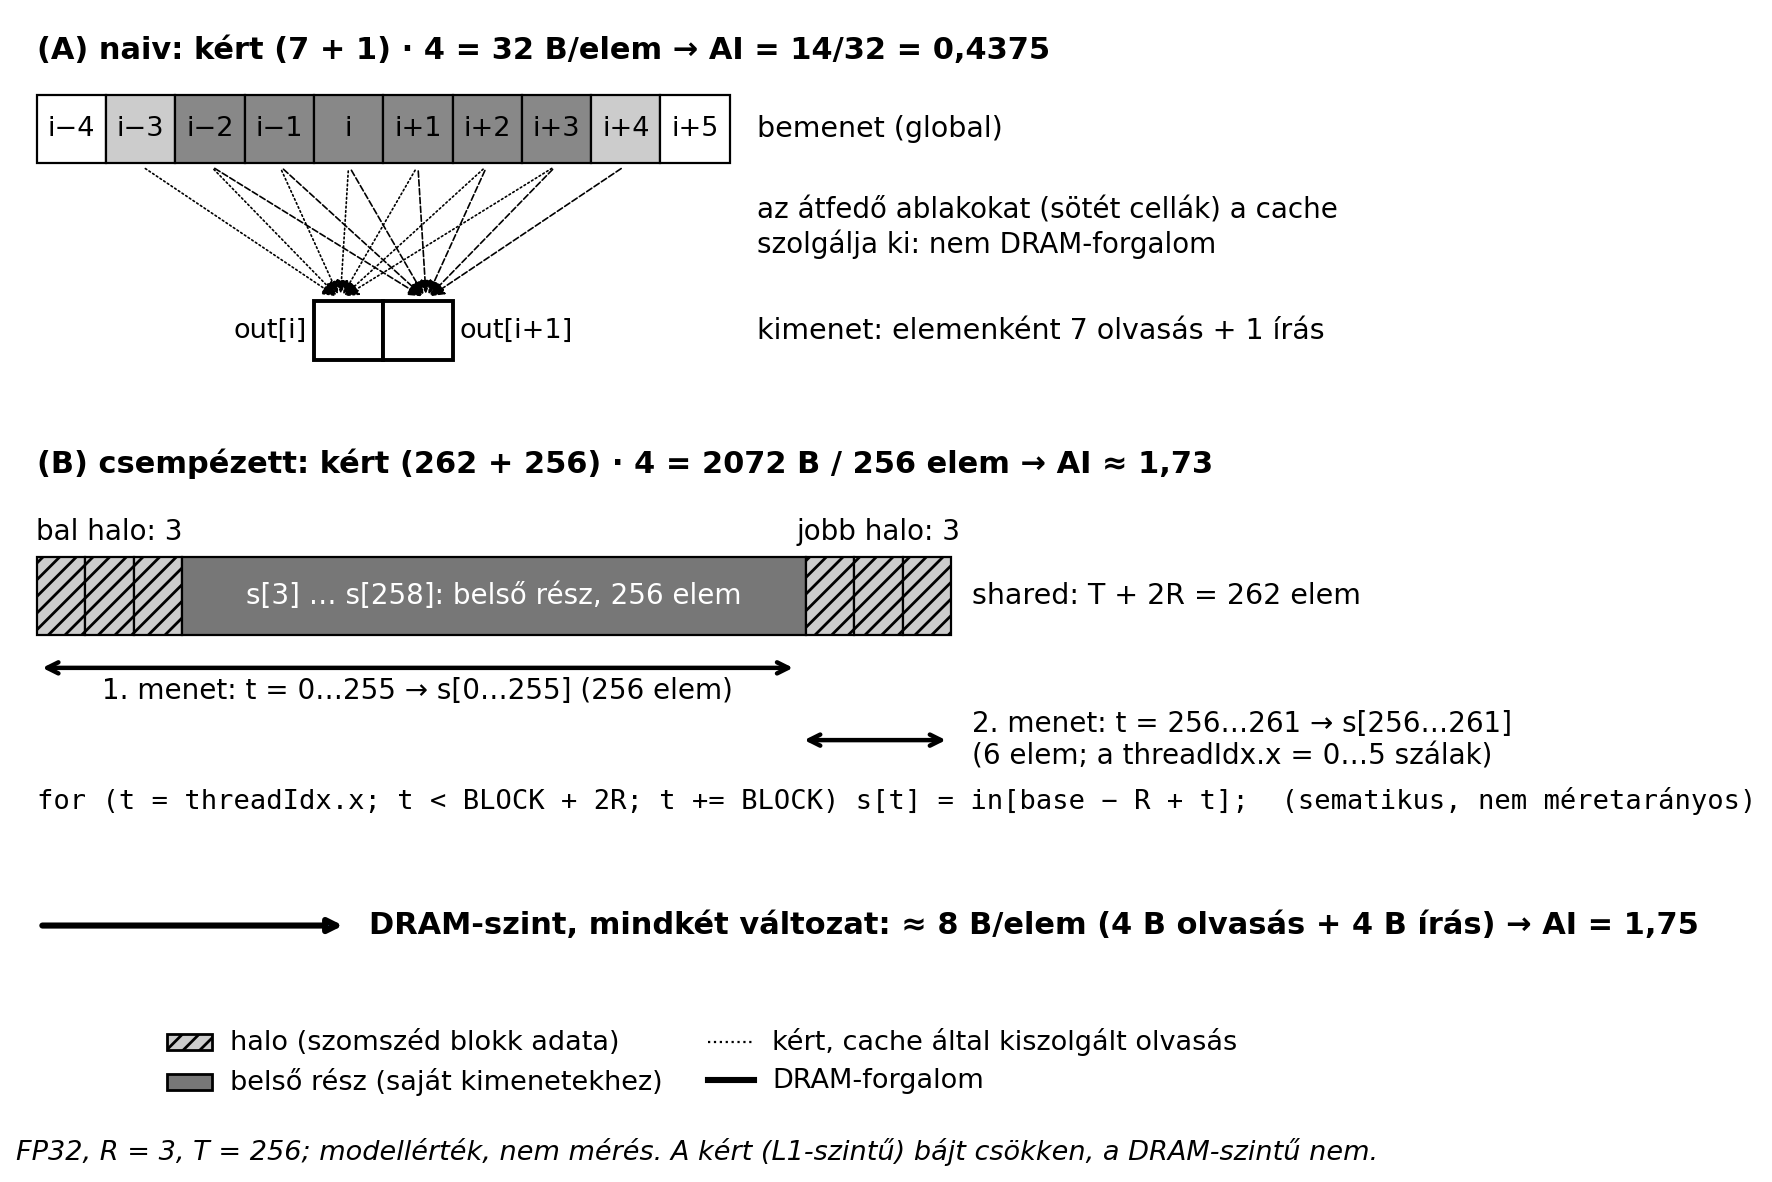 (A) naiv: kért (7 + 1) · 4 = 32 B/elem → AI = 14/32 = 0,4375
i−4 i−3 i−2 i−1 i i+1 i+2 i+3 i+4 i+5 bemenet (global)
az átfedő ablakokat (sötét cellák) a cache
szolgálja ki: nem DRAM-forgalom
out[i] out[i+1] kimenet: elemenként 7 olvasás + 1 írás
(B) csempézett: kért (262 + 256) · 4 = 2072 B / 256 elem → AI ≈ 1,73
bal halo: 3 jobb halo: 3
s[3] … s[258]: belső rész, 256 elem shared: T + 2R = 262 elem
1. menet: t = 0…255 → s[0…255] (256 elem)
2. menet: t = 256…261 → s[256…261]
(6 elem; a threadIdx.x = 0…5 szálak)
for (t = threadIdx.x; t < BLOCK + 2R; t += BLOCK) s[t] = in[base − R + t]; (sematikus, nem méretarányos)
DRAM-szint, mindkét változat: ≈ 8 B/elem (4 B olvasás + 4 B írás) → AI = 1,75
halo (szomszéd blokk adata) kért, cache által kiszolgált olvasás
belső rész (saját kimenetekhez) DRAM-forgalom
FP32, R = 3, T = 256; modellérték, nem mérés. A kért (L1-szintű) bájt csökken, a DRAM-szintű nem.